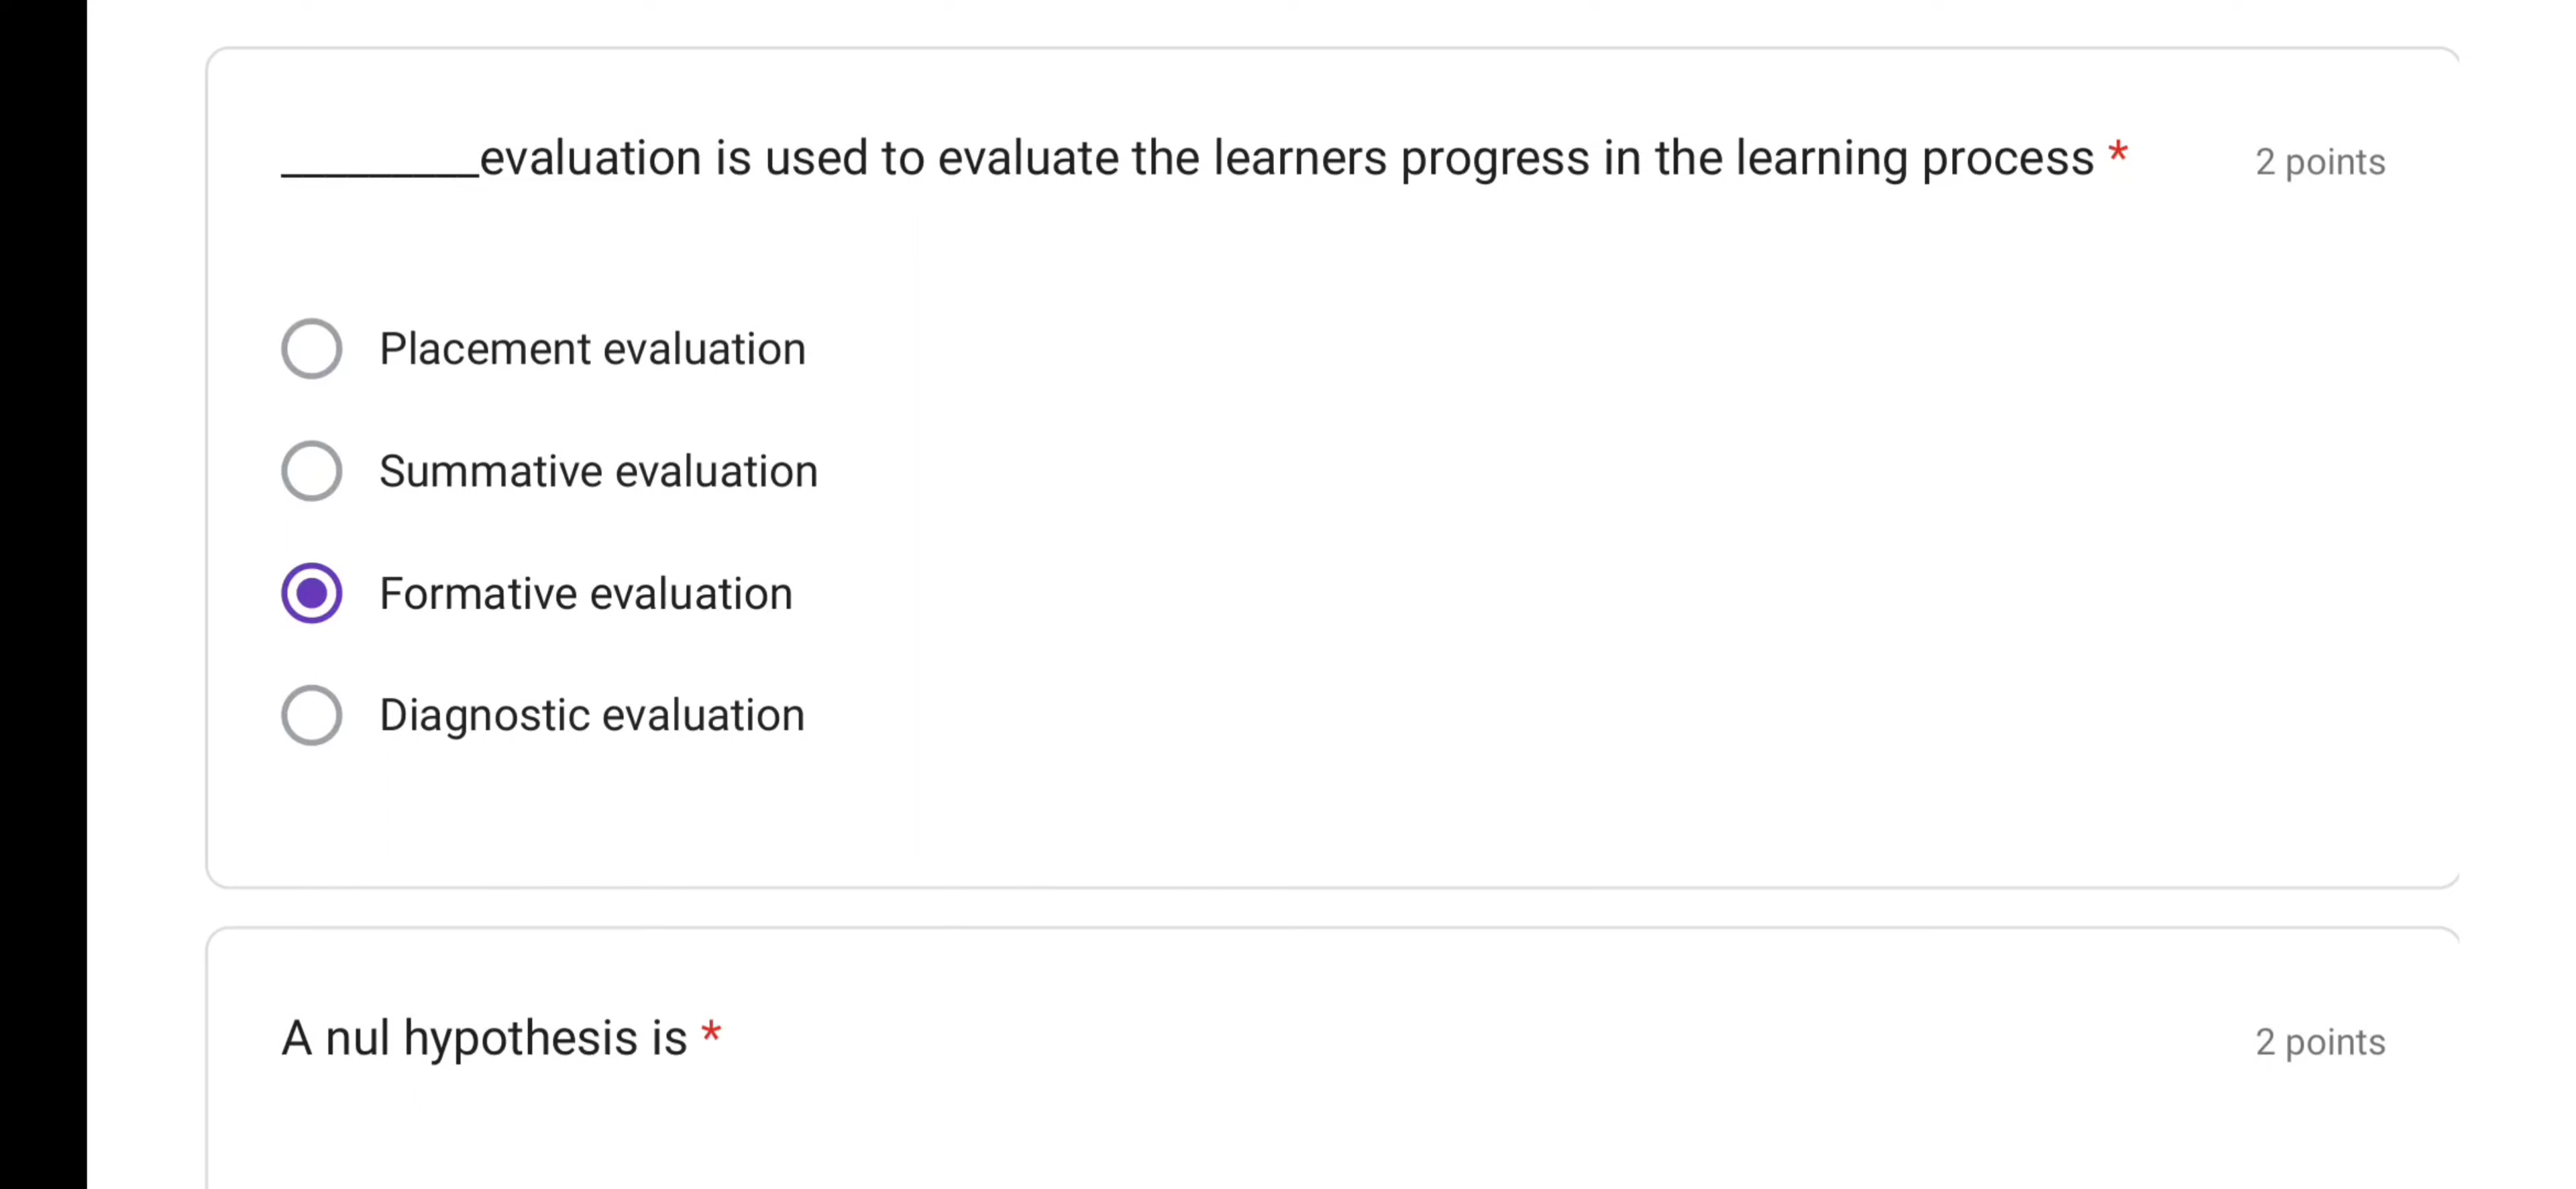 _________evaluation is used to evaluate the learners progress in the learning process * 2 points
Placement evaluation
Summative evaluation
Formative evaluation
Diagnostic evaluation
A nul hypothesis is * 2 points